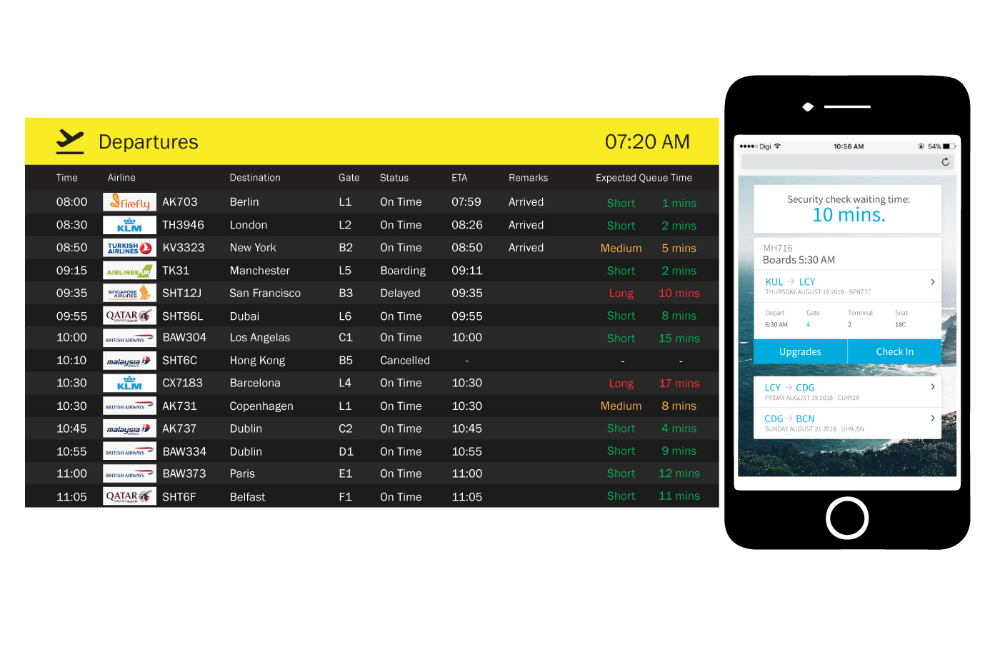 Departures 07:20 AM
Time Airline Destination Gate Status ETA Remarks Expected Queue Time
08:00 firefly AK703 Berlin L1 On Time 07:59 Arrived Short 1 mins
08:30 KLM TH3946 London L2 On Time 08:26 Arrived Short 2 mins
08:50 TURKISH AIRLINES KV3323 New York B2 On Time 08:50 Arrived Medium 5 mins
09:15 AIRLINES UK TK31 Manchester L5 Boarding 09:11 Short 2 mins
09:35 SINGAPORE AIRLINES SHT12J San Francisco B3 Delayed 09:35 Long 10 mins
09:55 QATAR AIRWAYS SHT86L Dubai L6 On Time 09:55 Short 8 mins
10:00 BRITISH AIRWAYS BAW304 Los Angelas C1 On Time 10:00 Short 15 mins
10:10 malaysia airlines SHT6C Hong Kong B5 Cancelled - - -
10:30 KLM CX7183 Barcelona L4 On Time 10:30 Long 17 mins
10:30 BRITISH AIRWAYS AK731 Copenhagen L1 On Time 10:30 Medium 8 mins
10:45 malaysia airlines AK737 Dublin C2 On Time 10:45 Short 4 mins
10:55 BRITISH AIRWAYS BAW334 Dublin D1 On Time 10:55 Short 9 mins
11:00 BRITISH AIRWAYS BAW373 Paris E1 On Time 11:00 Short 12 mins
11:05 QATAR AIRWAYS SHT6F Belfast F1 On Time 11:05 Short 11 mins
Digi 10:56 AM 54%
Security check waiting time:
10 mins.
MH716
Boards 5:30 AM
KUL → LCY
THURSDAY AUGUST 18 2018 - BP8Z7C
Depart Gate Terminal Seat
6:30 AM 4 2 18C
Upgrades Check In
LCY → CDG
FRIDAY AUGUST 19 2018 - CU4Y2A
CDG → BCN
SUNDAY AUGUST 21 2018 - UH9J5N